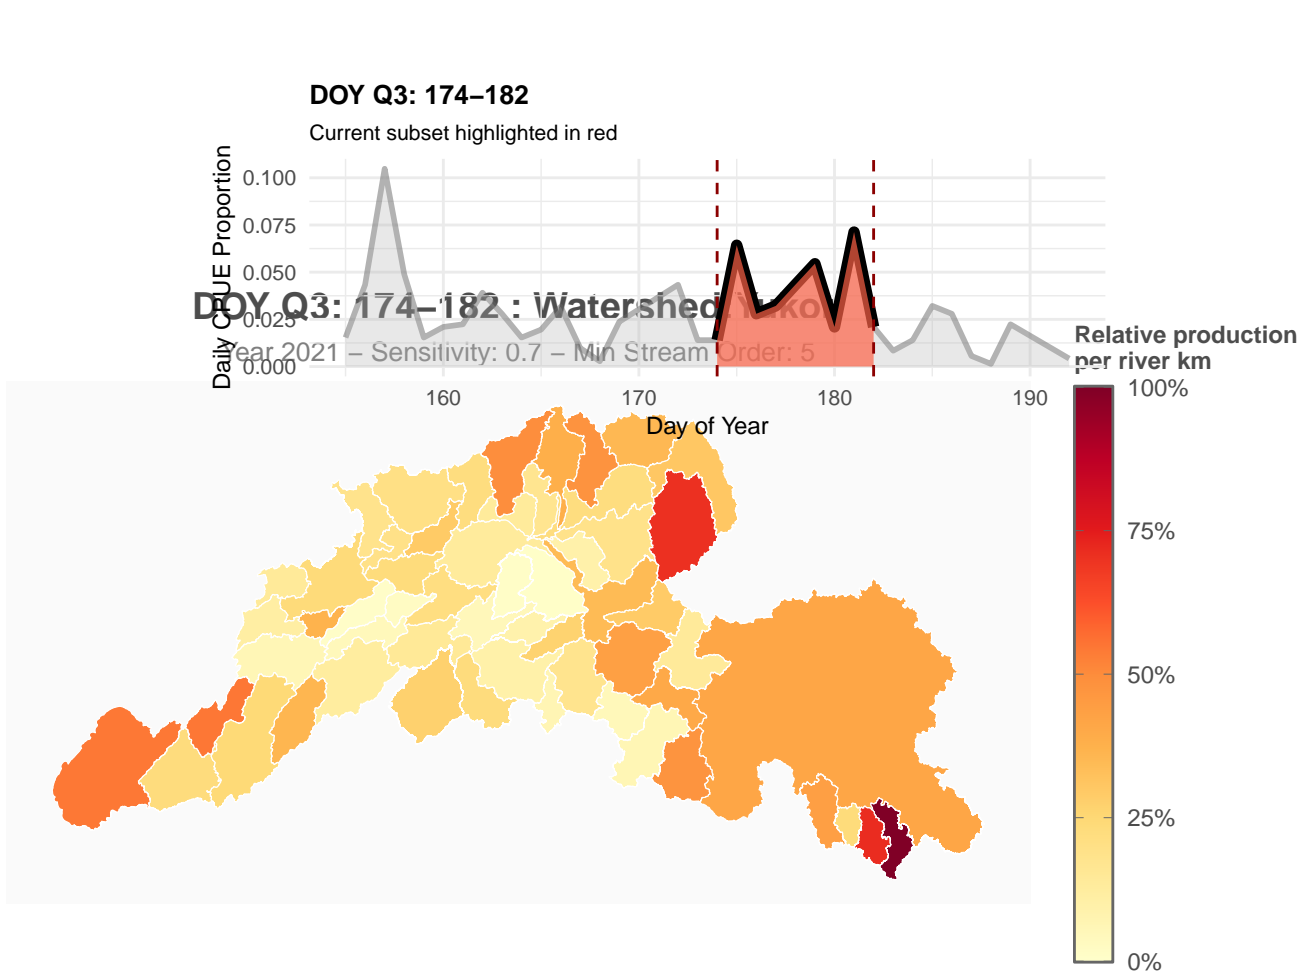 DOY Q3: 174–182
Current subset highlighted in red
Daily CPUE Proportion
0.100
0.075
0.050
0.025
0.000
DOY Q3: 174–182 : Watershed Yuko
Year 2021 – Sensitivity: 0.7 – Min Stream Order: 5
160
170
180
190
Day of Year
Relative production
per river km
100%
75%
50%
25%
0%